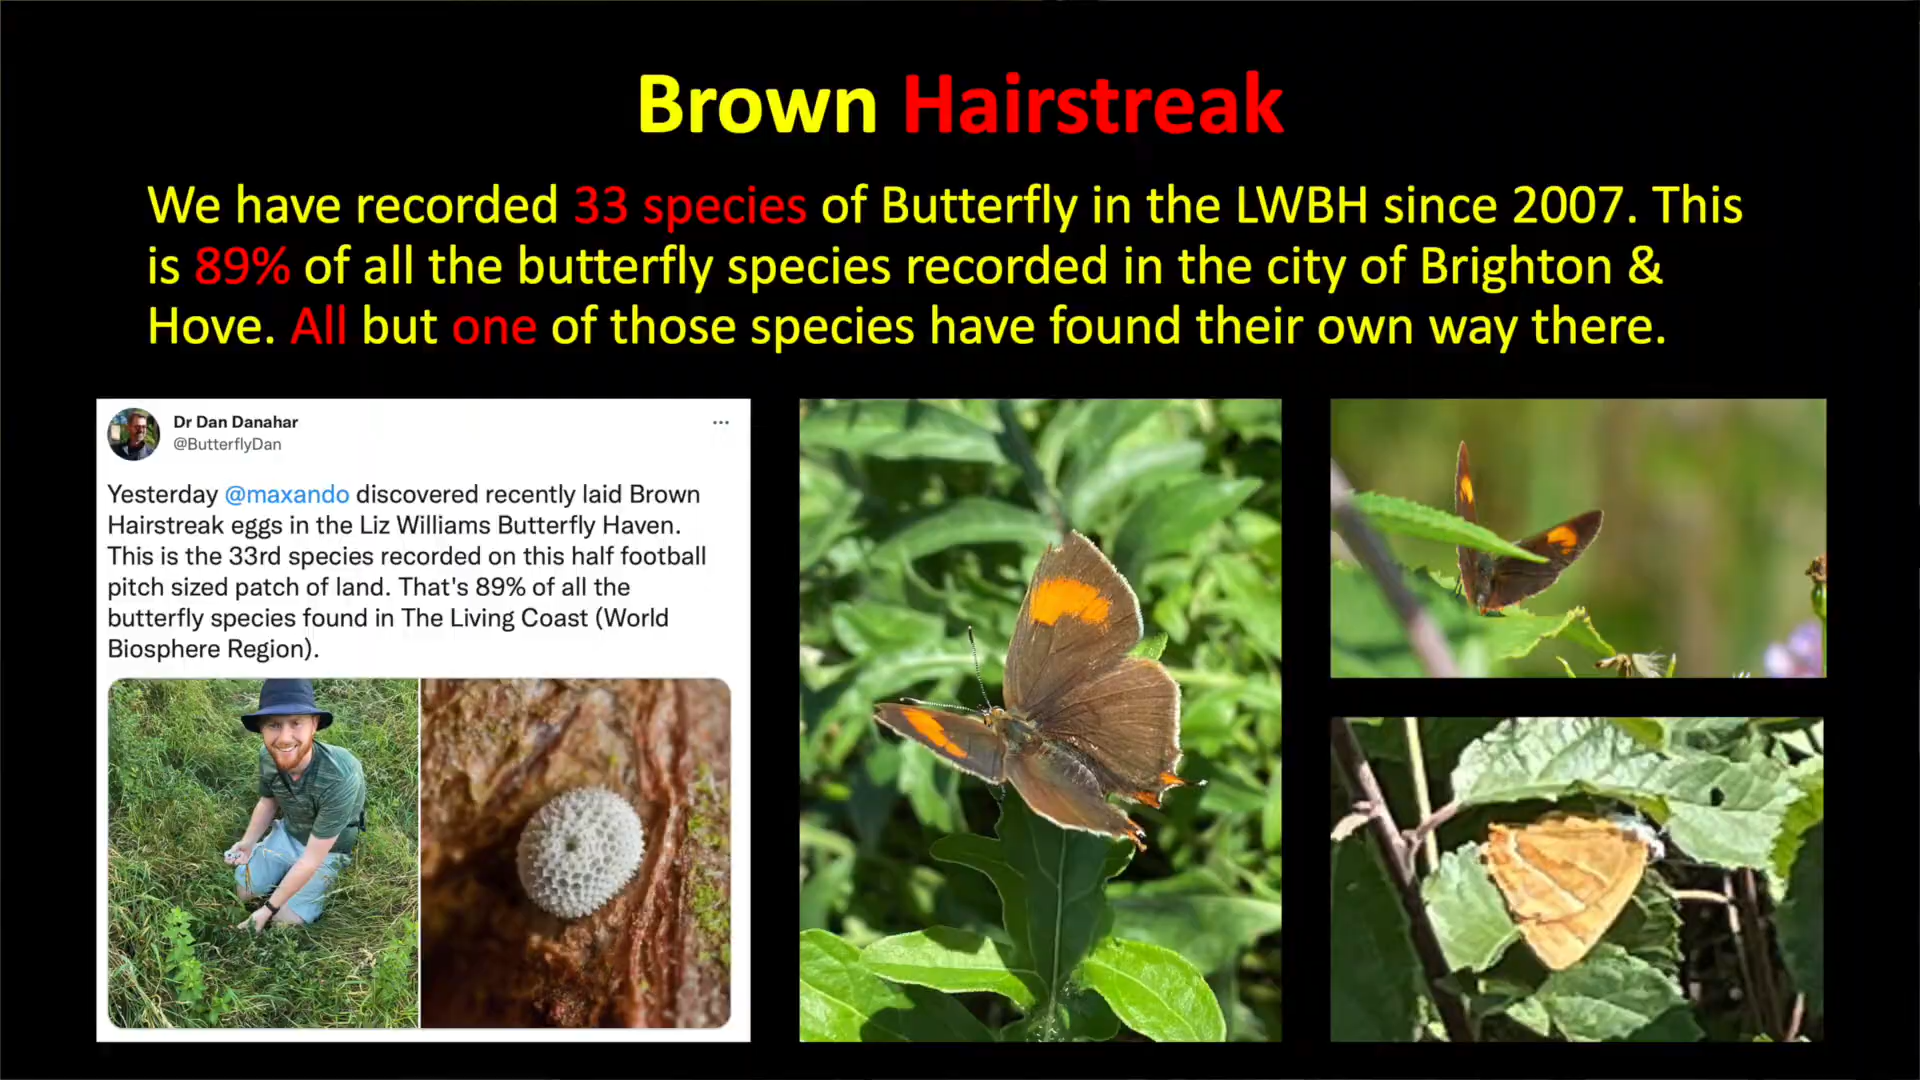 Brown Hairstreak
We have recorded 33 species of Butterfly in the LWBH since 2007. This
is 89% of all the butterfly species recorded in the city of Brighton &
Hove. All but one of those species have found their own way there.
Dr Dan Danahar
@ButterflyDan
Yesterday @maxando discovered recently laid Brown
Hairstreak eggs in the Liz Williams Butterfly Haven.
This is the 33rd species recorded on this half football
pitch sized patch of land. That's 89% of all the
butterfly species found in The Living Coast (World
Biosphere Region).